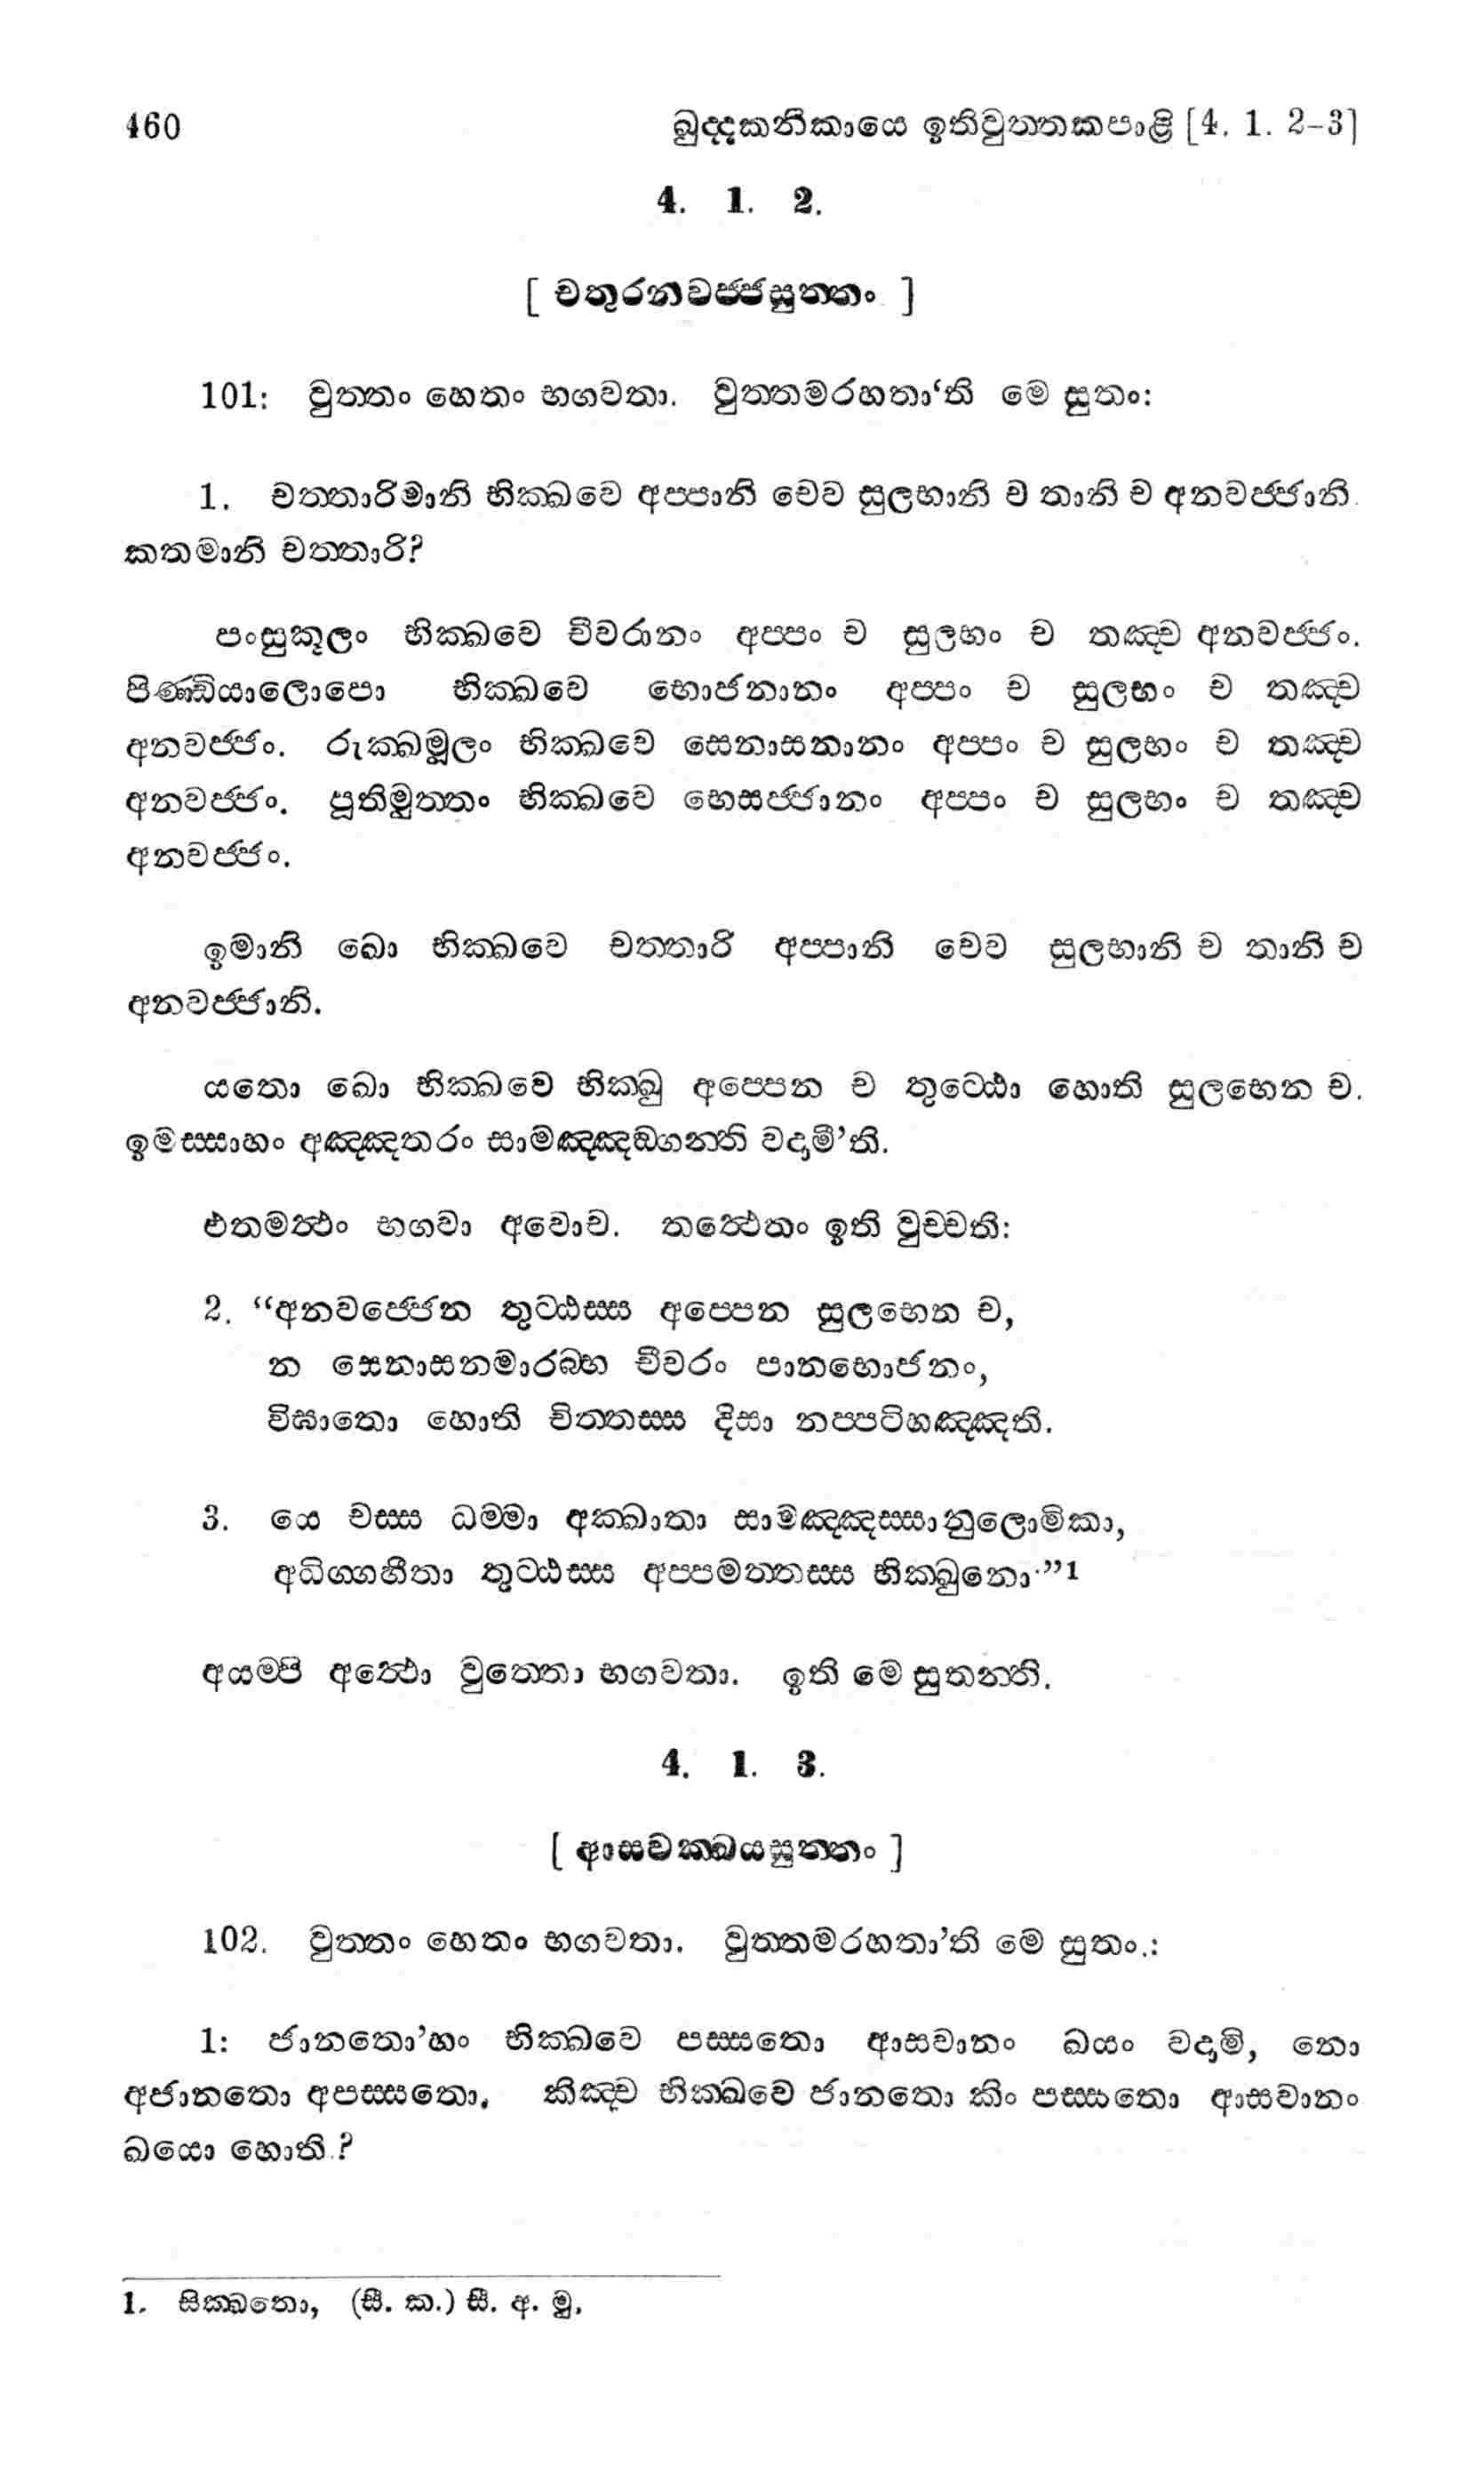 460 ඛුද්දකනිකායෙ ඉතිවුත්තකපාළි [4. 1. 2-3]
4. 1. 2.
[ චතුරනවජ්ජසුත්තං ]
101: වුත්තං හෙතං භගවතා. වුත්තමරහතා‘ති මෙ සුතං:
1. චත්තාරිමානි භික්ඛවෙ අප්පානි චෙව සුලභානි ච තානි ච අනවජ්ජානි.
කතමානි චත්තාරි?
පංසුකූලං භික්ඛවෙ චීවරානං අප්පං ච සුලභං ච තඤ්ච අනවජ්ජං.
පිණ්ඩියාලොපො භික්ඛවෙ භොජනානං අප්පං ච සුලභං ච තඤ්ච
අනවජ්ජං. රුක්ඛමූලං භික්ඛවෙ සෙනාසනානං අප්පං ච සුලභං ච තඤ්ච
අනවජ්ජං. පූතිමුත්තං භික්ඛවෙ භෙසජ්ජානං අප්පං ච සුලභං ච තඤ්ච
අනවජ්ජං.
ඉමානි ඛො භික්ඛවෙ චත්තාරි අප්පානි චෙව සුලභානි ච තානි ච
අනවජ්ජානි.
යතො ඛො භික්ඛවෙ භික්ඛු අප්පෙන ච තුට්ඨො හොති සුලභෙන ච.
ඉමස්සාහං අඤ්ඤතරං සාමඤ්ඤඞ්ගන්ති වදාමී’ති.
එතමත්ථං භගවා අවොච. තත්ථෙතං ඉති වුච්චති:
2. “අනවජ්ජෙන තුට්ඨස්ස අප්පෙන සුලභෙන ච,
න සෙනාසනමාරබ්භ චීවරං පානභොජනං,
විඝාතො හොති චිත්තස්ස දිසා නප්පටිහඤ්ඤති.
3. යෙ චස්ස ධම්මා අක්ඛාතා සාමඤ්ඤස්සානුලොමිකා,
අධිග්ගහීතා තුට්ඨස්ස අප්පමත්තස්ස භික්ඛුනො.”1
අයම්පි අත්ථො වුත්තො භගවතා. ඉති මෙ සුතන්ති.
4. 1. 3.
[ ආසවක්ඛයසුත්තං ]
102. වුත්තං හෙතං භගවතා. වුත්තමරහතා’ති මෙ සුතං.:
1: ජානතො’හං භික්ඛවෙ පස්සතො ආසවානං ඛයං වදාමි, නො
අජානතො අපස්සතො. කිඤ්ච භික්ඛවෙ ජානතො කිං පස්සතො ආසවානං
ඛයො හොති.?
1. සික්ඛතො, (සී. ක.) සී. අ. මු.